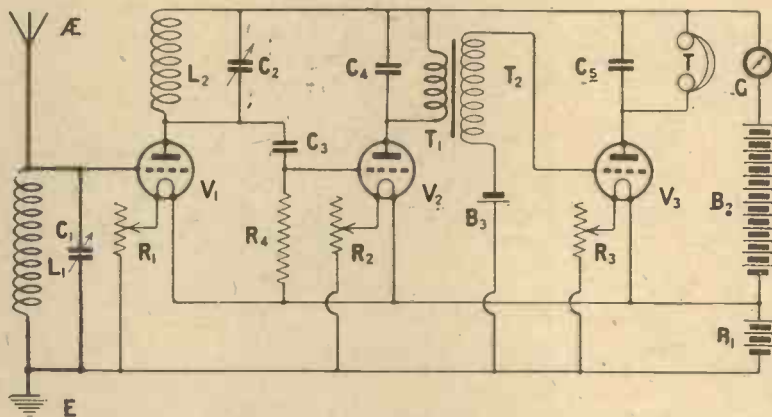 Æ
L₂
C₂
C₄
T₁
T₂
C₅
T
G
C₃
V₁
V₂
V₃
B₃
B₂
C₁
L₁
R₁
R₄
R₂
R₃
B₁
E